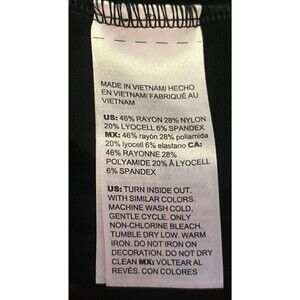 MADE IN VIETNAM/ HECHO
EN VIETNAM/ FABRIQUÉ AU
VIETNAM
US: 46% RAYON 28% NYLON
20% LYOCELL 6% SPANDEX
MX: 46% rayón 28% poliamida
20% lyocell 6% elastano CA:
46% RAYONNE 28%
POLYAMIDE 20% À LYOCELL
6% SPANDEX
US: TURN INSIDE OUT.
WITH SIMILAR COLORS.
MACHINE WASH COLD,
GENTLE CYCLE. ONLY
NON-CHLORINE BLEACH.
TUMBLE DRY LOW. WARM
IRON. DO NOT IRON ON
DECORATION. DO NOT DRY
CLEAN MX: VOLTEAR AL
REVÉS. CON COLORES